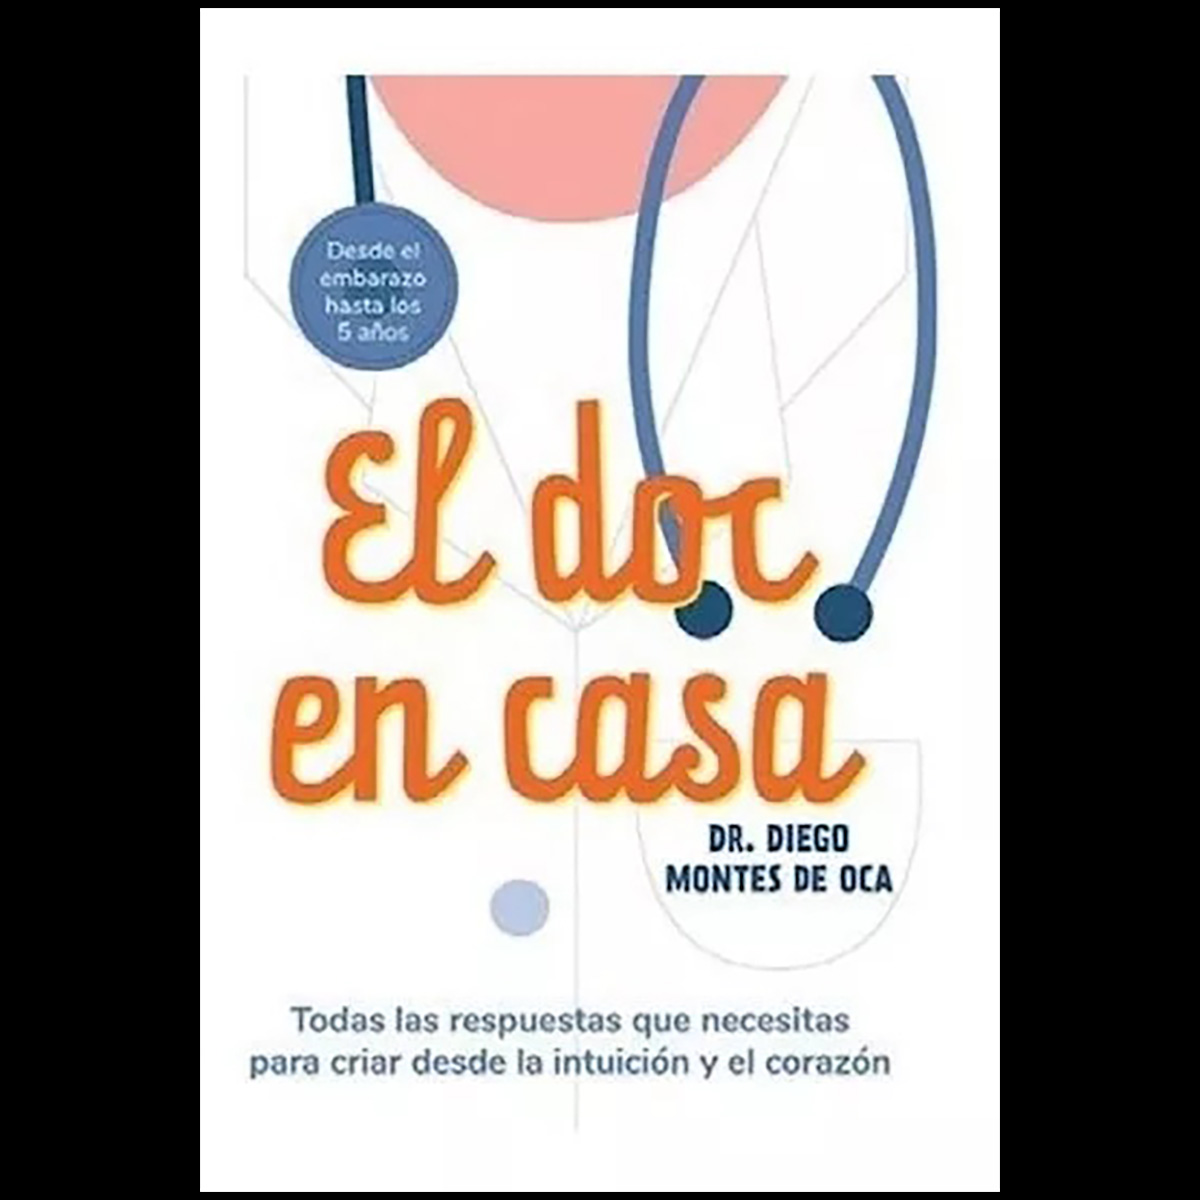 Desde el
embarazo
hasta los
5 años
El doc
en casa
DR. DIEGO
MONTES DE OCA
Todas las respuestas que necesitas
para criar desde la intuición y el corazón